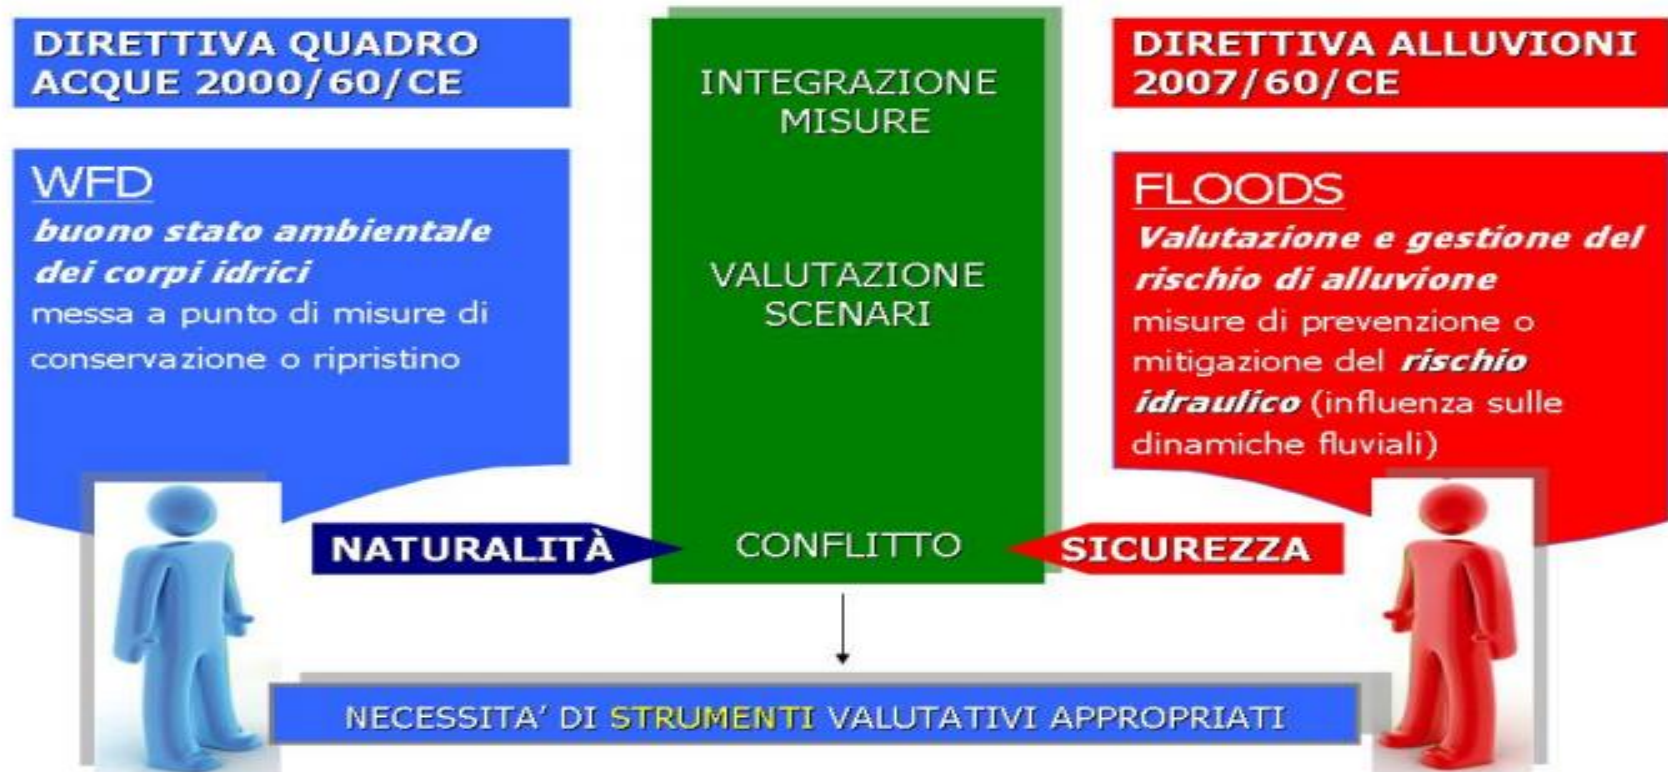 DIRETTIVA QUADRO
ACQUE 2000/60/CE
WFD
buono stato ambientale
dei corpi idrici
messa a punto di misure di
conservazione o ripristino
INTEGRAZIONE
MISURE
VALUTAZIONE
SCENARI
CONFLITTO
DIRETTIVA ALLUVIONI
2007/60/CE
FLOODS
Valutazione e gestione del
rischio di alluvione
misure di prevenzione o
mitigazione del rischio
idraulico (influenza sulle
dinamiche fluviali)
NATURALITÀ
SICUREZZA
NECESSITA' DI STRUMENTI VALUTATIVI APPROPRIATI